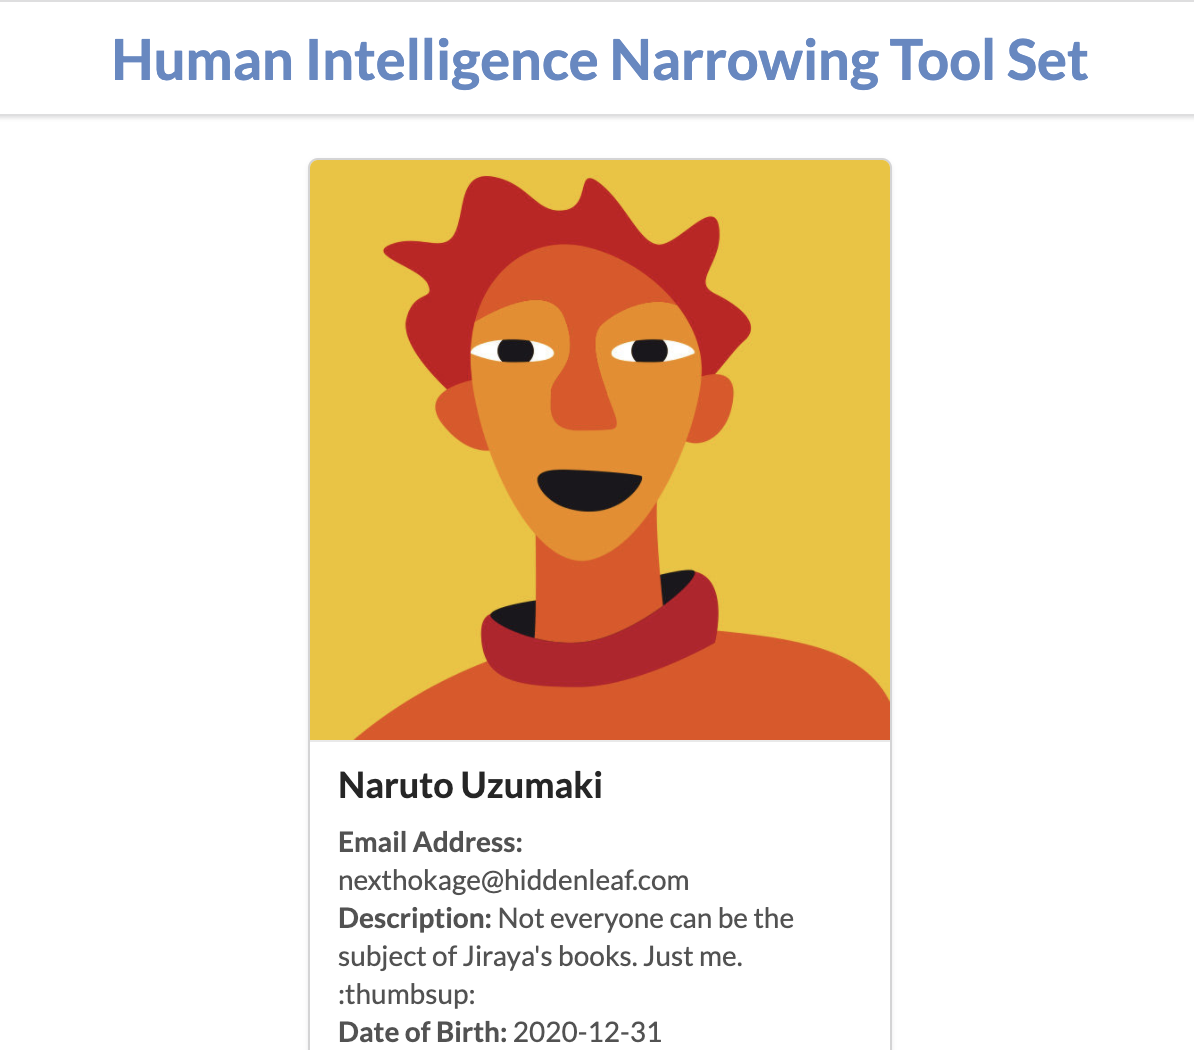 Human Intelligence Narrowing Tool Set
Naruto Uzumaki
Email Address:
nexthokage@hiddenleaf.com
Description: Not everyone can be the
subject of Jiraya's books. Just me.
:thumbsup:
Date of Birth: 2020-12-31